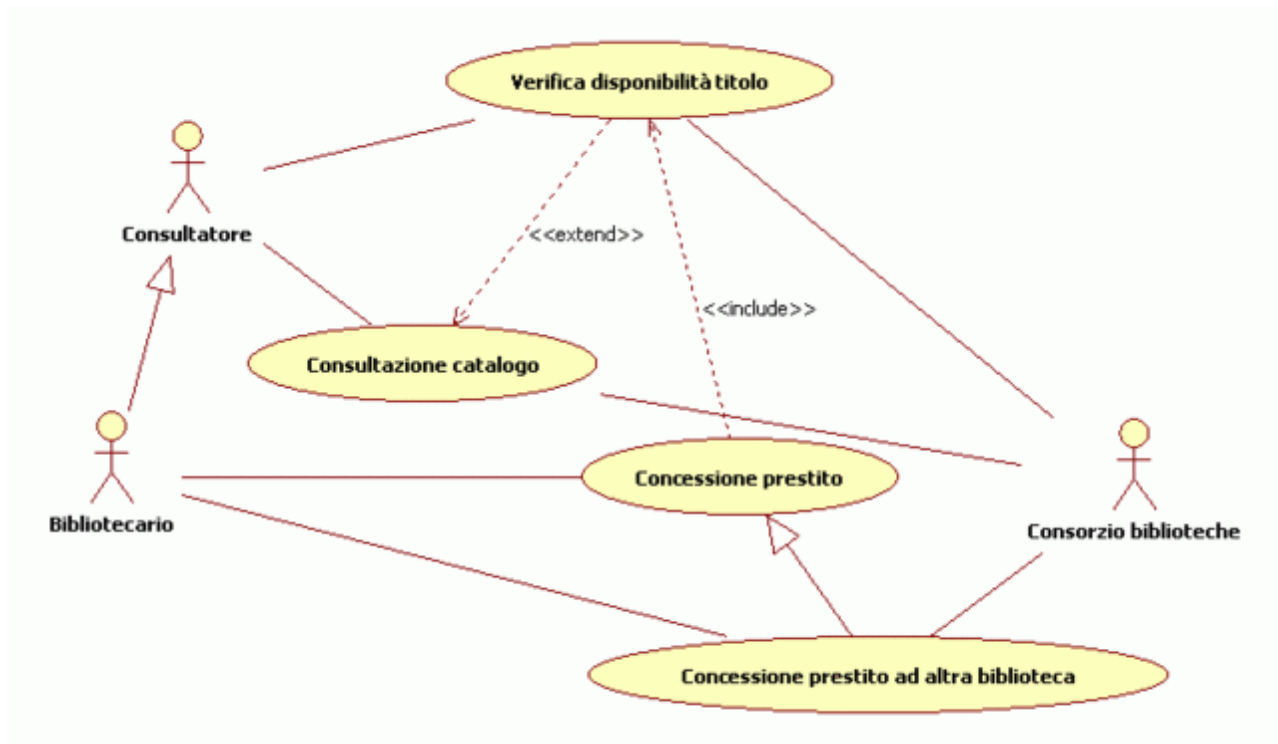 Verifica disponibilità titolo
Consultatore
<<extend>>
<<include>>
Consultazione catalogo
Concessione prestito
Bibliotecario
Consorzio biblioteche
Concessione prestito ad altra biblioteca